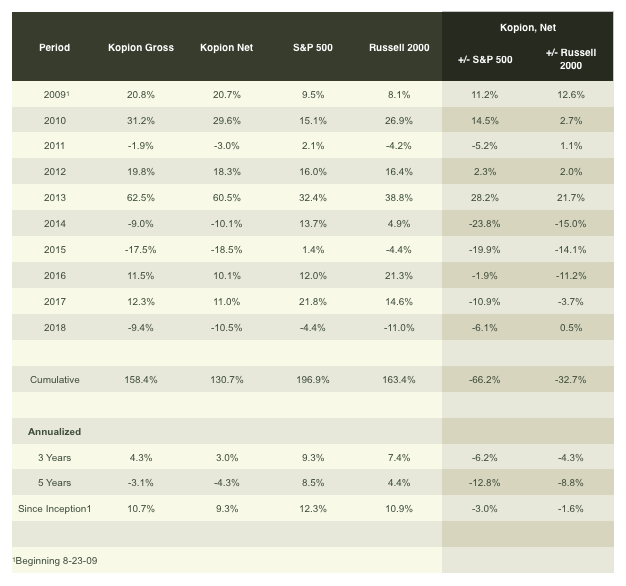 Kopion, Net
Period Kopion Gross Kopion Net S&P 500 Russell 2000 +/- S&P 500 +/- Russell 2000
2009¹ 20.8% 20.7% 9.5% 8.1% 11.2% 12.6%
2010 31.2% 29.6% 15.1% 26.9% 14.5% 2.7%
2011 -1.9% -3.0% 2.1% -4.2% -5.2% 1.1%
2012 19.8% 18.3% 16.0% 16.4% 2.3% 2.0%
2013 62.5% 60.5% 32.4% 38.8% 28.2% 21.7%
2014 -9.0% -10.1% 13.7% 4.9% -23.8% -15.0%
2015 -17.5% -18.5% 1.4% -4.4% -19.9% -14.1%
2016 11.5% 10.1% 12.0% 21.3% -1.9% -11.2%
2017 12.3% 11.0% 21.8% 14.6% -10.9% -3.7%
2018 -9.4% -10.5% -4.4% -11.0% -6.1% 0.5%
Cumulative 158.4% 130.7% 196.9% 163.4% -66.2% -32.7%
Annualized
3 Years 4.3% 3.0% 9.3% 7.4% -6.2% -4.3%
5 Years -3.1% -4.3% 8.5% 4.4% -12.8% -8.8%
Since Inception1 10.7% 9.3% 12.3% 10.9% -3.0% -1.6%
¹Beginning 8-23-09